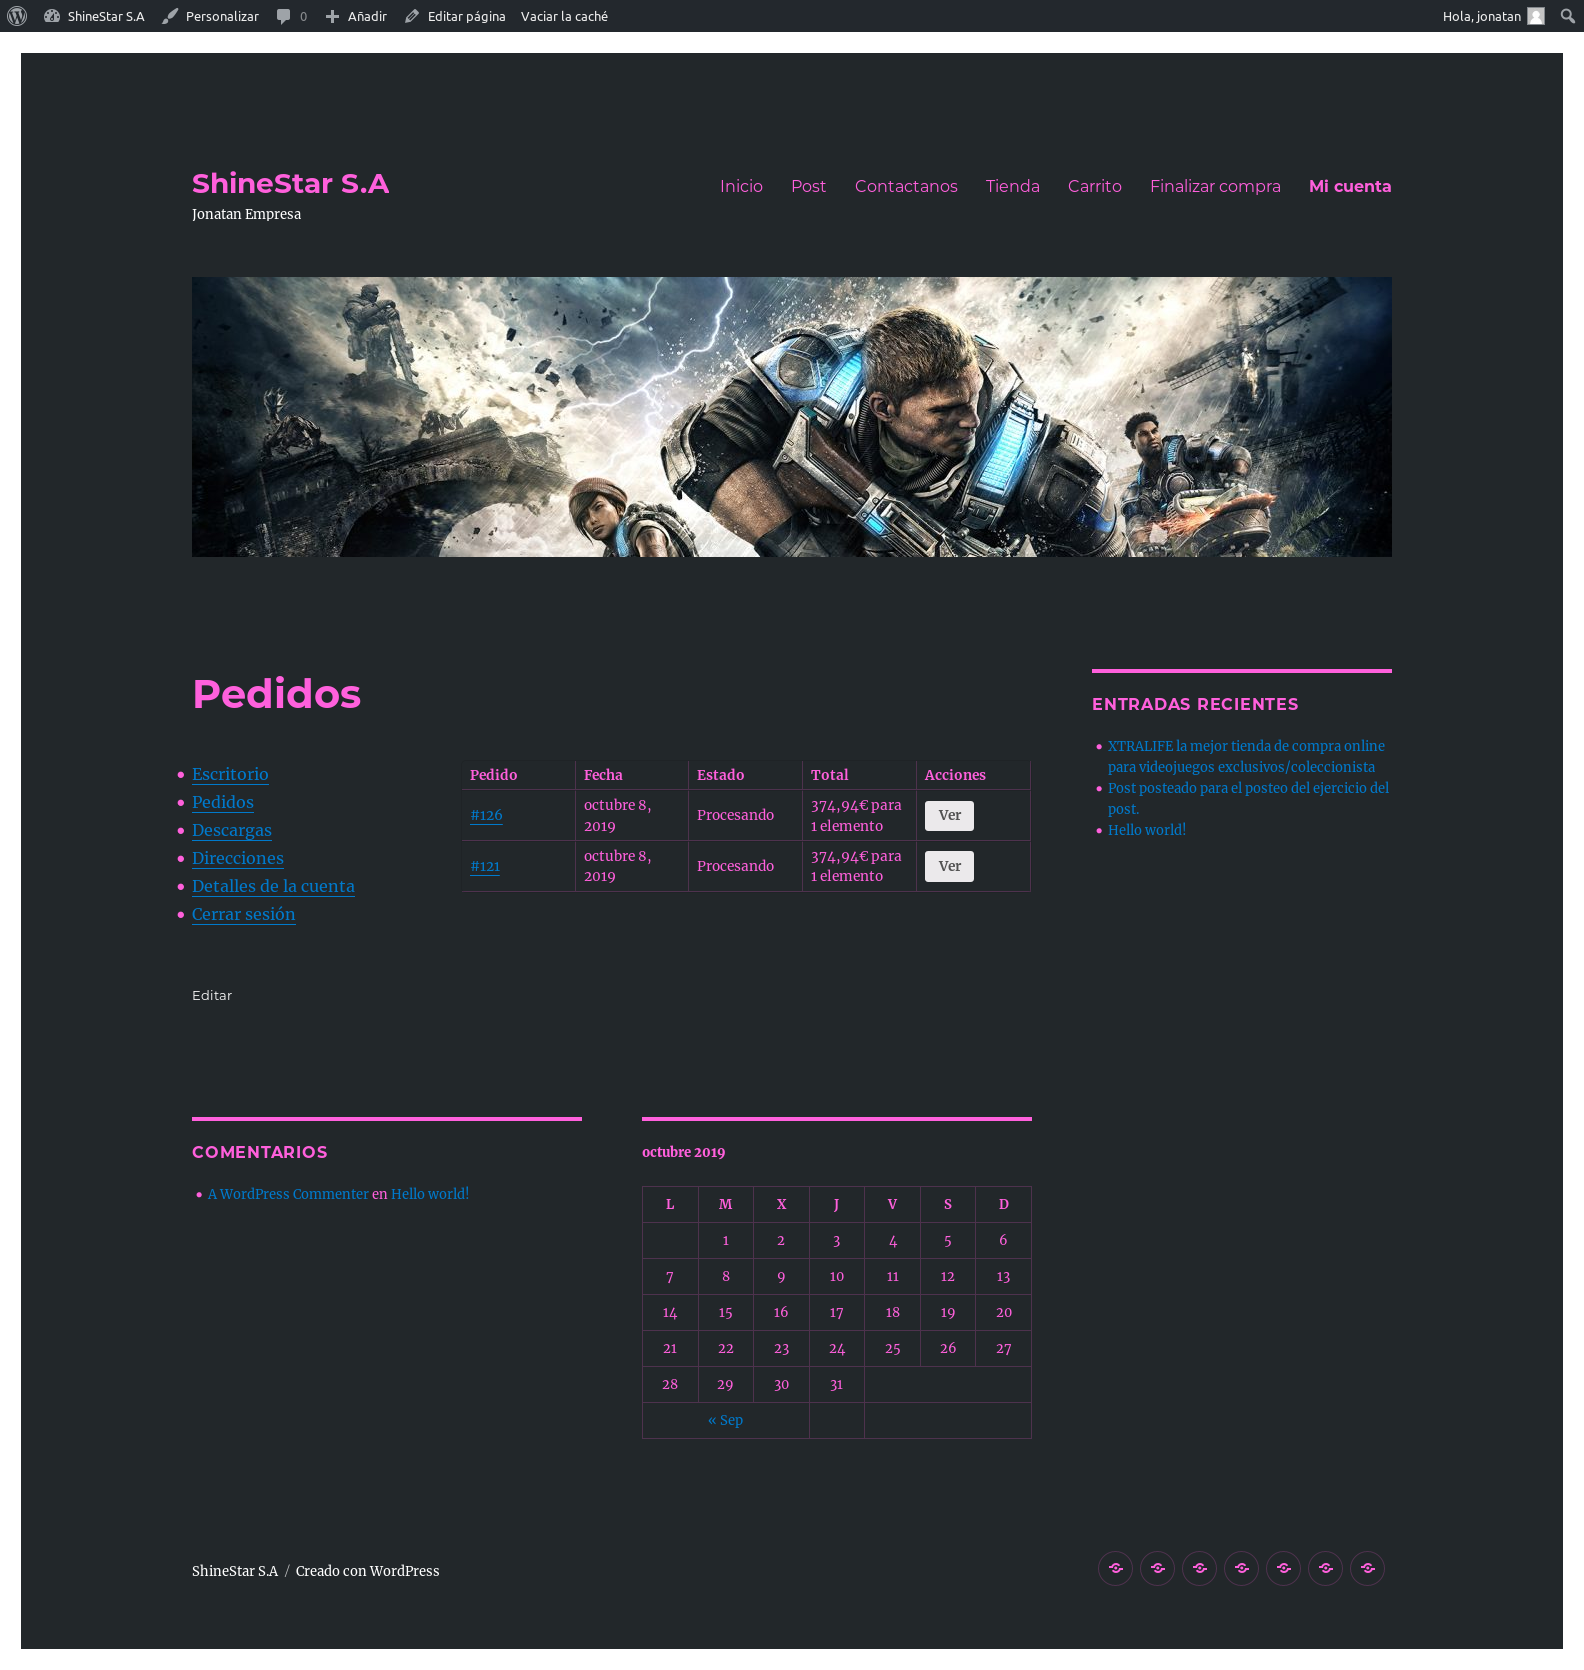 ShineStar S.A Personalizar 0 Añadir Editar página Vaciar la caché Hola, jonatan
ShineStar S.A
Jonatan Empresa
Inicio Post Contactanos Tienda Carrito Finalizar compra Mi cuenta
Pedidos
Escritorio
Pedidos
Descargas
Direcciones
Detalles de la cuenta
Cerrar sesión
Pedido Fecha Estado Total Acciones
#126 octubre 8, 2019 Procesando 374,94€ para 1 elemento Ver
#121 octubre 8, 2019 Procesando 374,94€ para 1 elemento Ver
Editar
ENTRADAS RECIENTES
XTRALIFE la mejor tienda de compra online
para videojuegos exclusivos/coleccionista
Post posteado para el posteo del ejercicio del
post.
Hello world!
COMENTARIOS
A WordPress Commenter en Hello world!
octubre 2019
L M X J V S D
1 2 3 4 5 6
7 8 9 10 11 12 13
14 15 16 17 18 19 20
21 22 23 24 25 26 27
28 29 30 31
« Sep
ShineStar S.A / Creado con WordPress